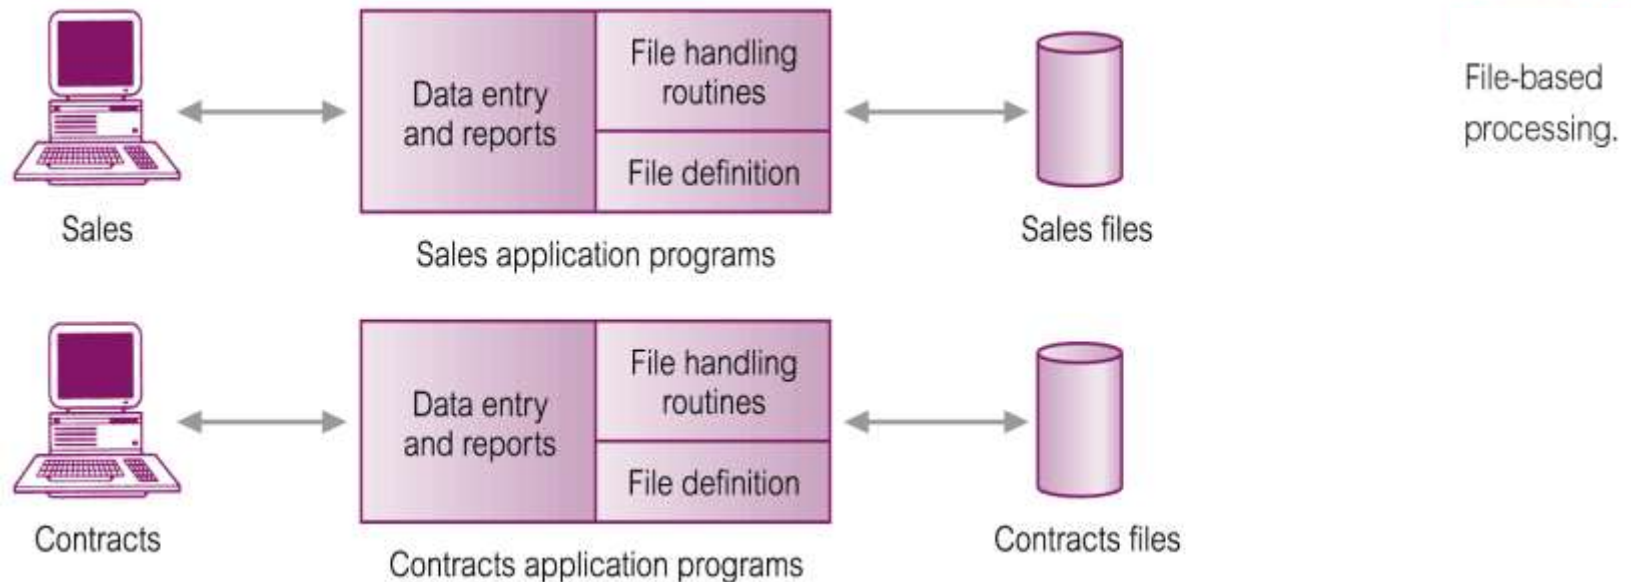 File handling
routines
Data entry
and reports
File definition
Sales
Sales application programs
Sales files
File-based
processing.
File handling
routines
Data entry
and reports
File definition
Contracts
Contracts application programs
Contracts files